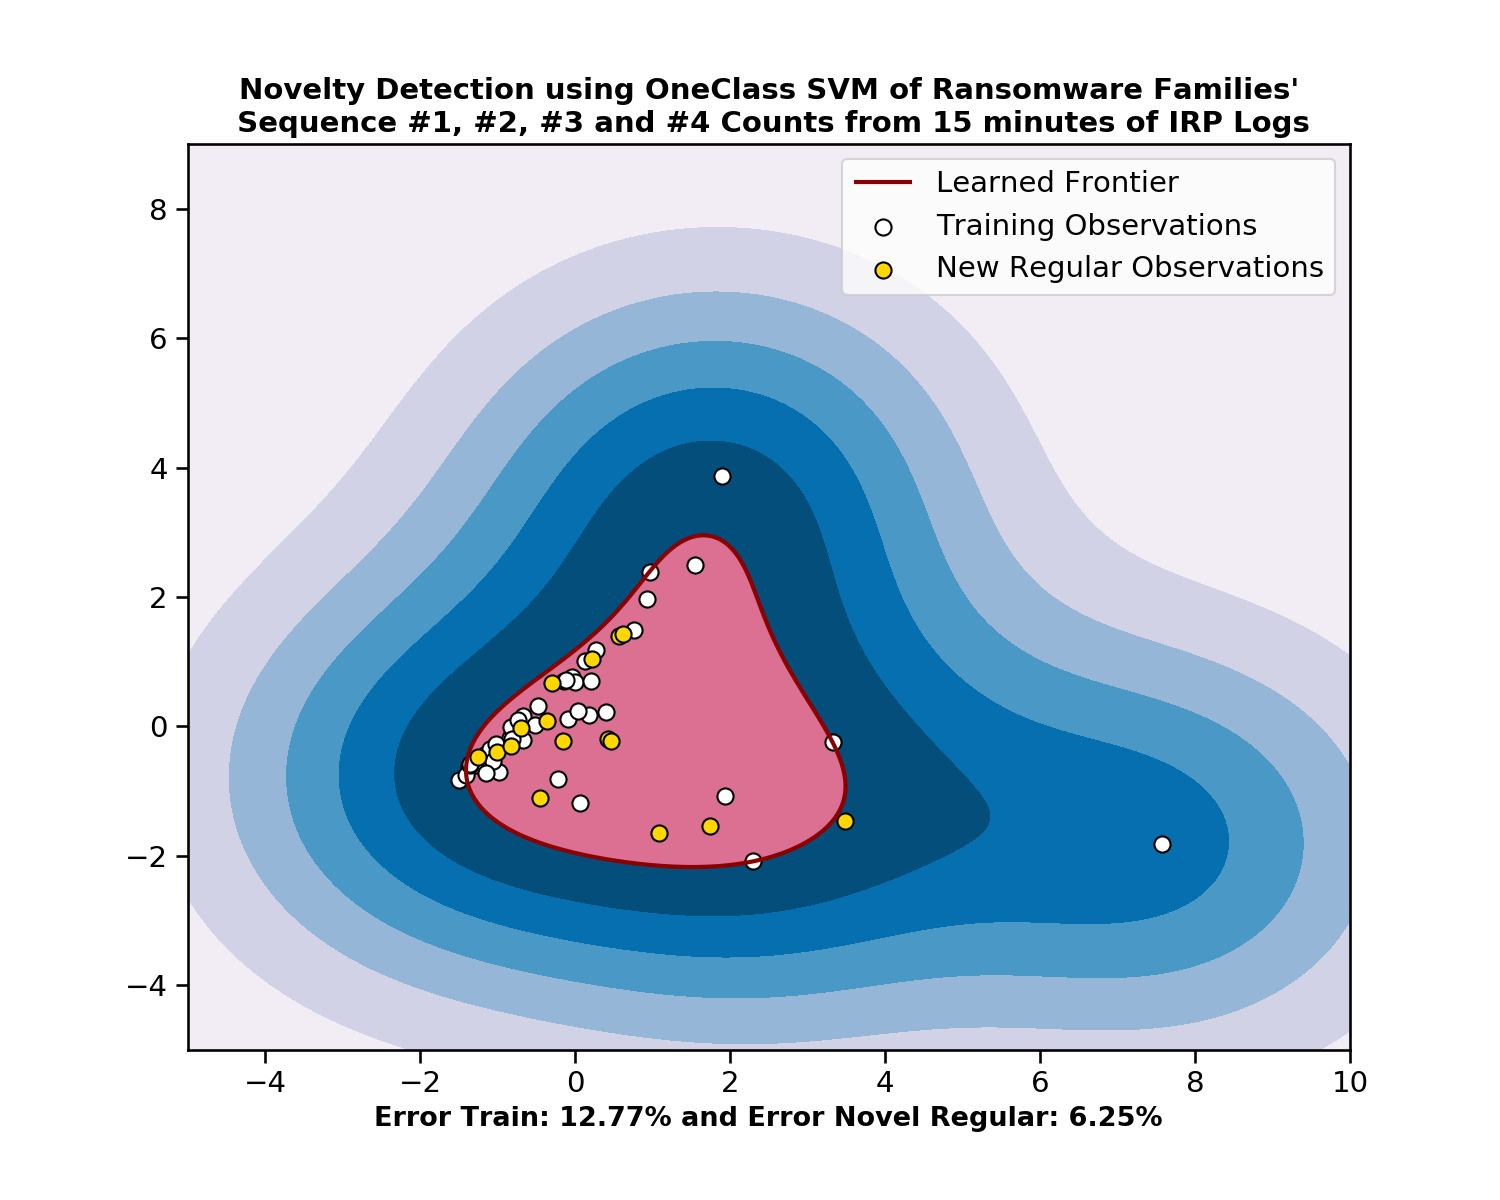 Novelty Detection using OneClass SVM of Ransomware Families'
Sequence #1, #2, #3 and #4 Counts from 15 minutes of IRP Logs
Learned Frontier
Training Observations
New Regular Observations
8
6
4
2
0
−2
−4
−4
−2
0
2
4
6
8
10
Error Train: 12.77% and Error Novel Regular: 6.25%